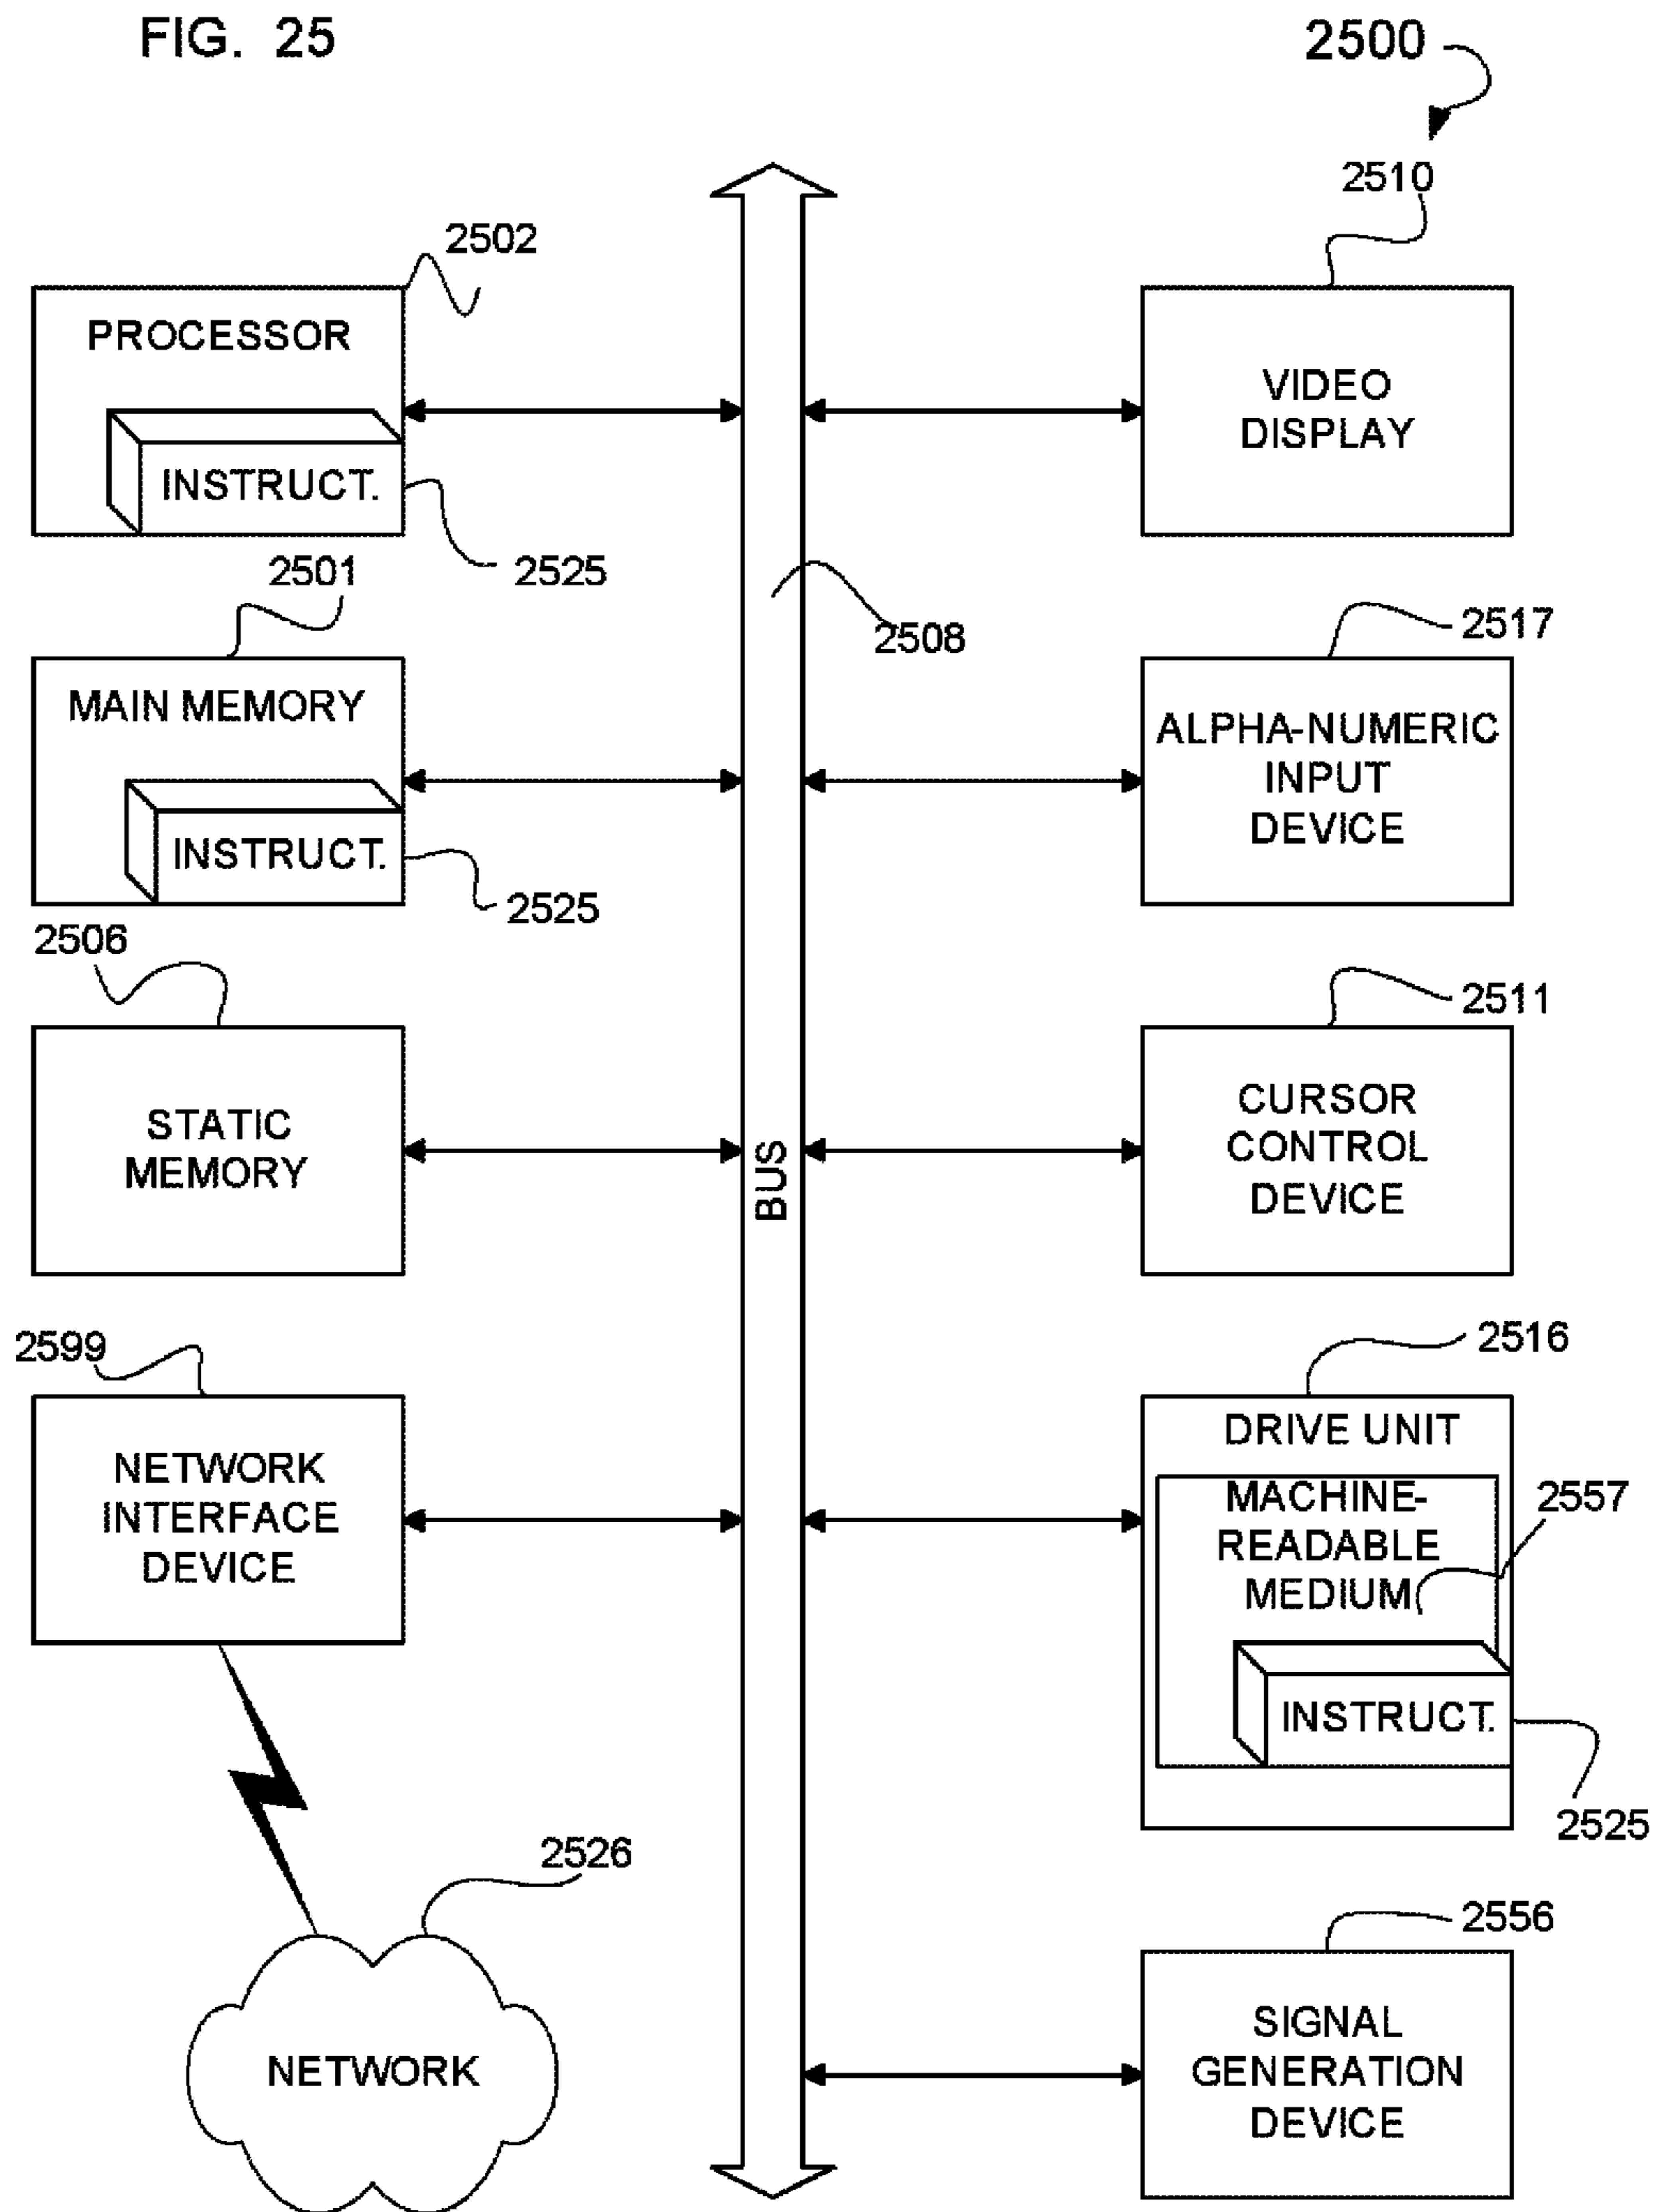 FIG. 25
2500
2510
2502
PROCESSOR
INSTRUCT.
2525
VIDEO
DISPLAY
2501
2508
2517
MAIN MEMORY
INSTRUCT.
2525
ALPHA-NUMERIC
INPUT
DEVICE
2506
2511
STATIC
MEMORY
BUS
CURSOR
CONTROL
DEVICE
2599
2516
NETWORK
INTERFACE
DEVICE
DRIVE UNIT
MACHINE-
READABLE
MEDIUM
2557
INSTRUCT.
2525
2526
NETWORK
2556
SIGNAL
GENERATION
DEVICE